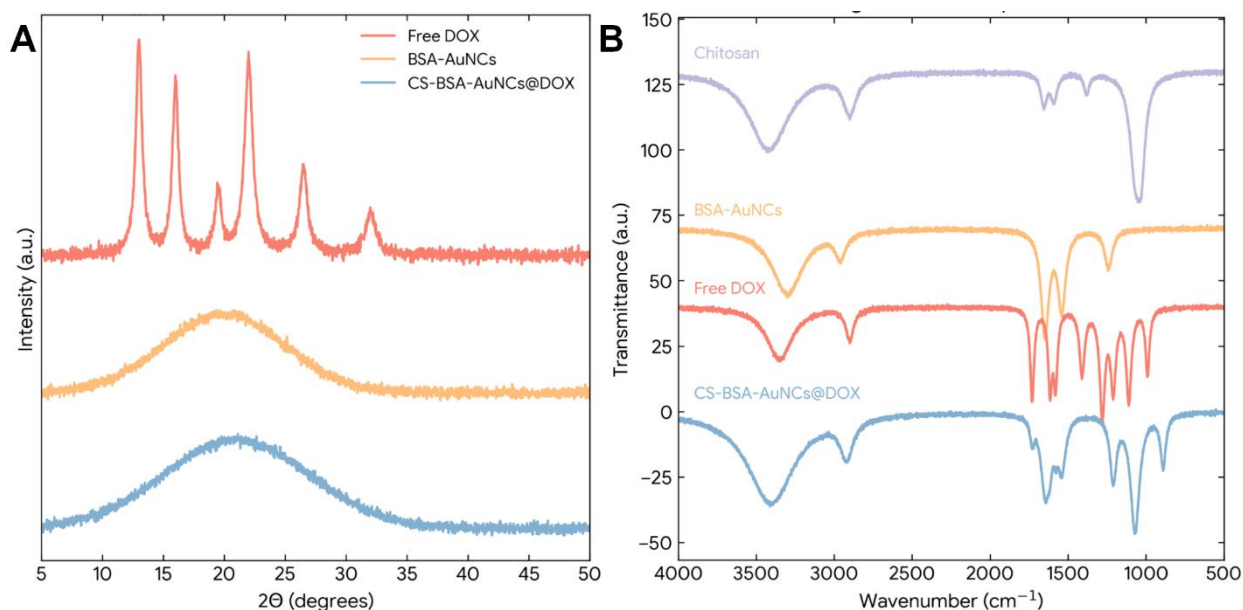 A
Free DOX
BSA-AuNCs
CS-BSA-AuNCs@DOX
Intensity (a.u.)
5 10 15 20 25 30 35 40 45 50
2Θ (degrees)
B
150
125
100
75
50
25
0
−25
−50
Transmittance (a.u.)
Chitosan
BSA-AuNCs
Free DOX
CS-BSA-AuNCs@DOX
4000 3500 3000 2500 2000 1500 1000 500
Wavenumber (cm⁻¹)